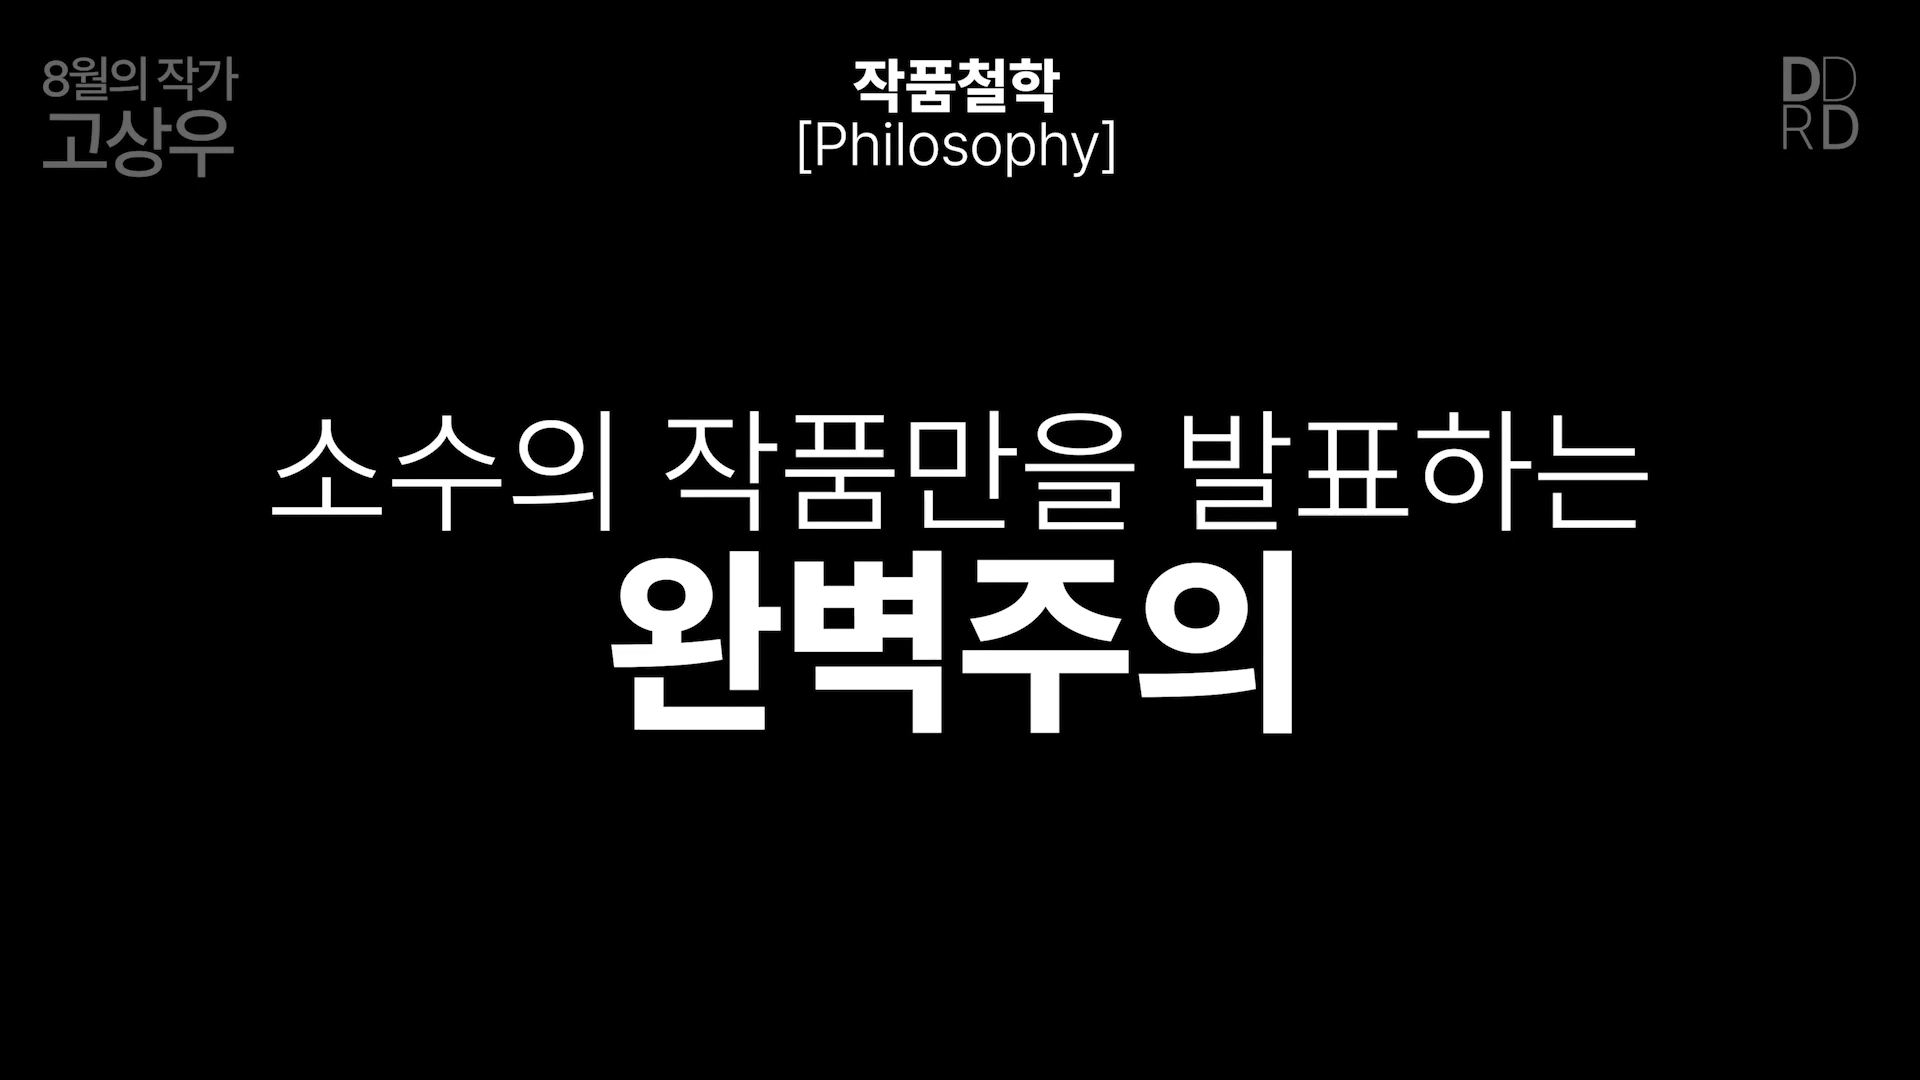 8월의 작가
고상우
작품철학
[Philosophy]
DD
RD
소수의 작품만을 발표하는
완벽주의